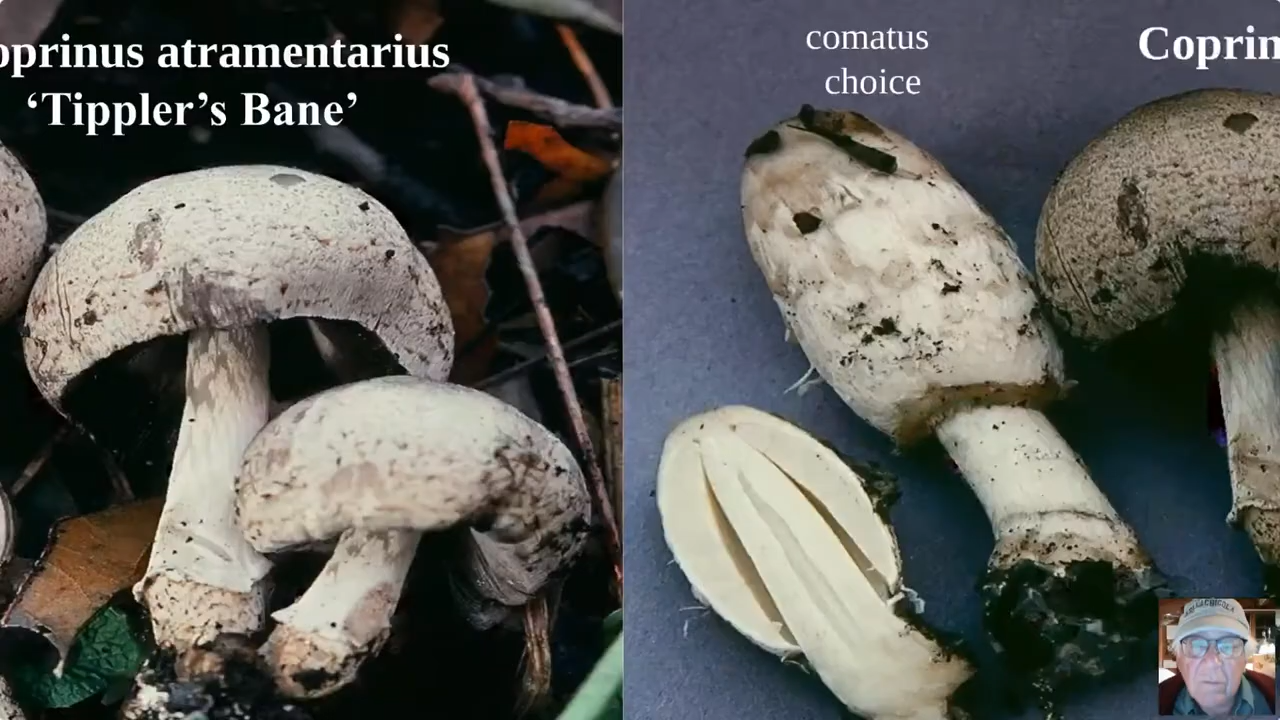 oprinus atramentarius
‘Tippler’s Bane’
comatus
choice
Coprin